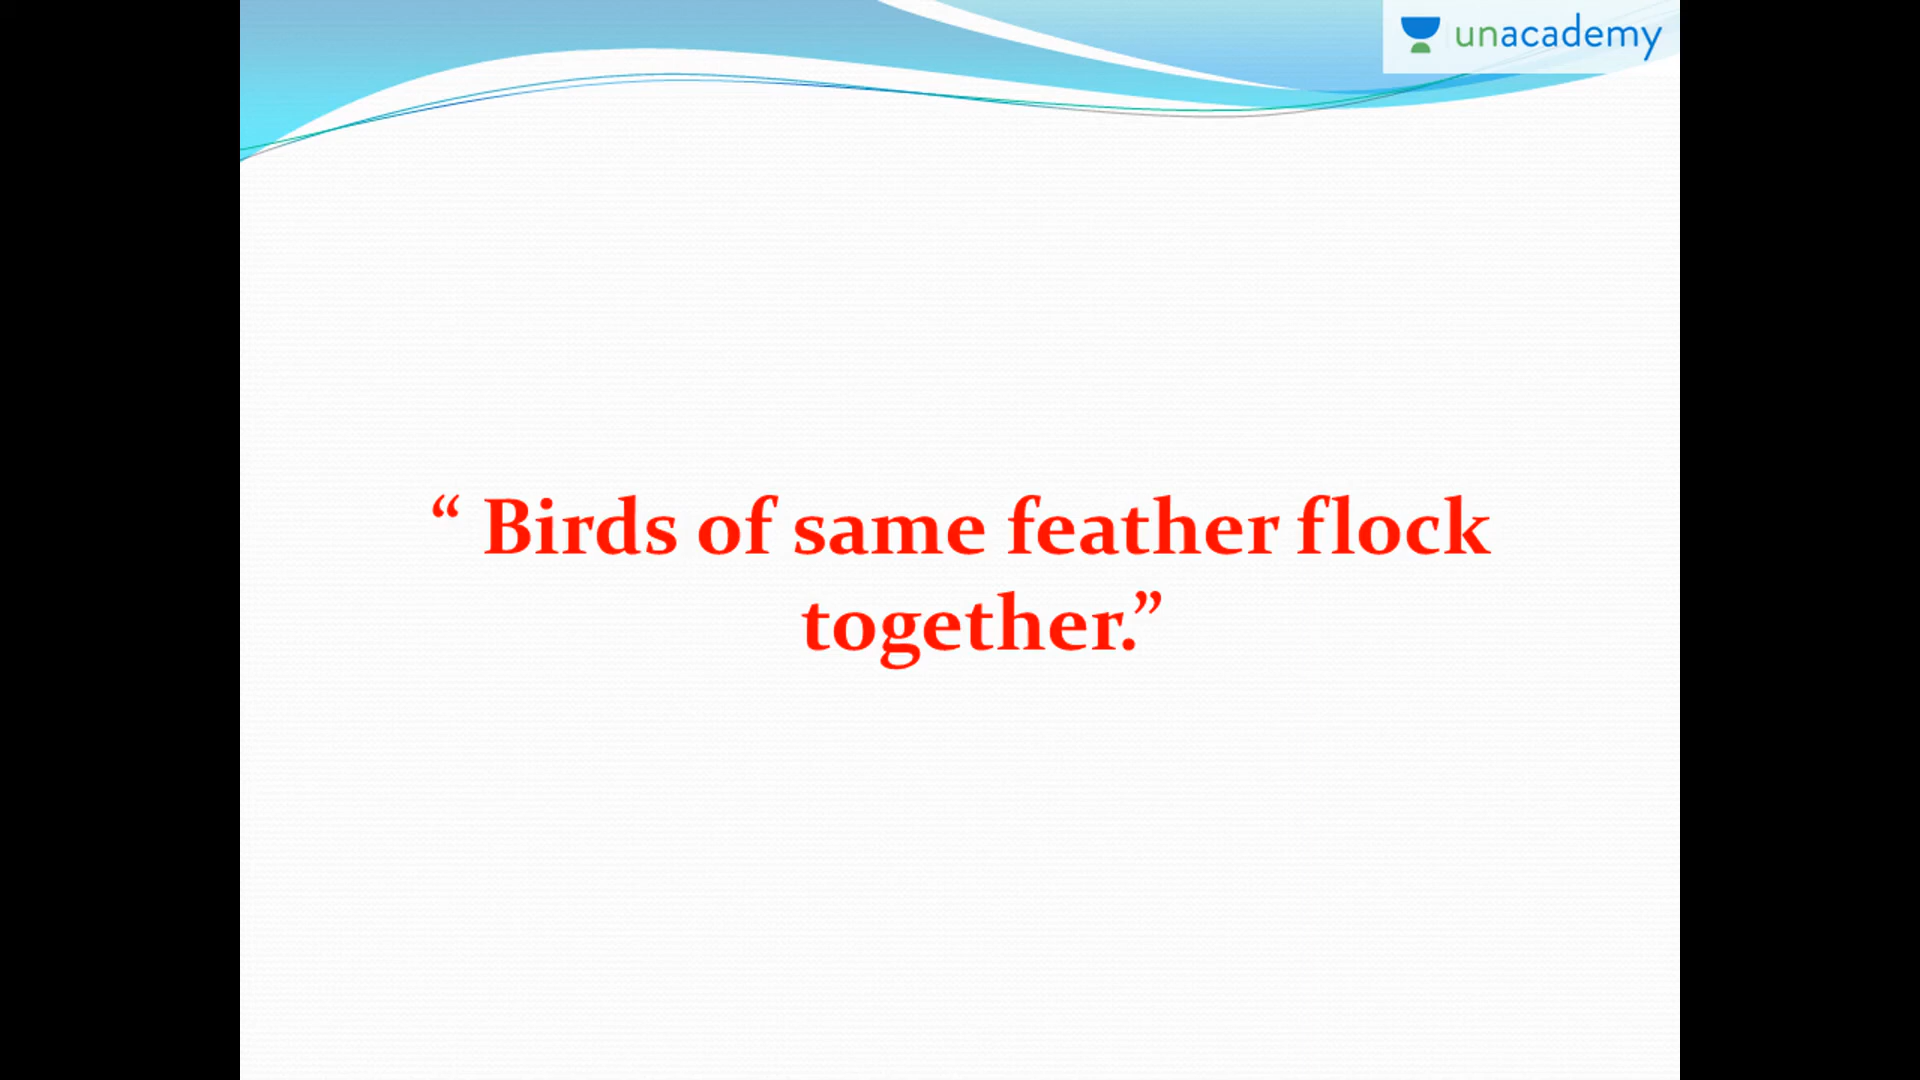 unacademy
“ Birds of same feather flock
together.”